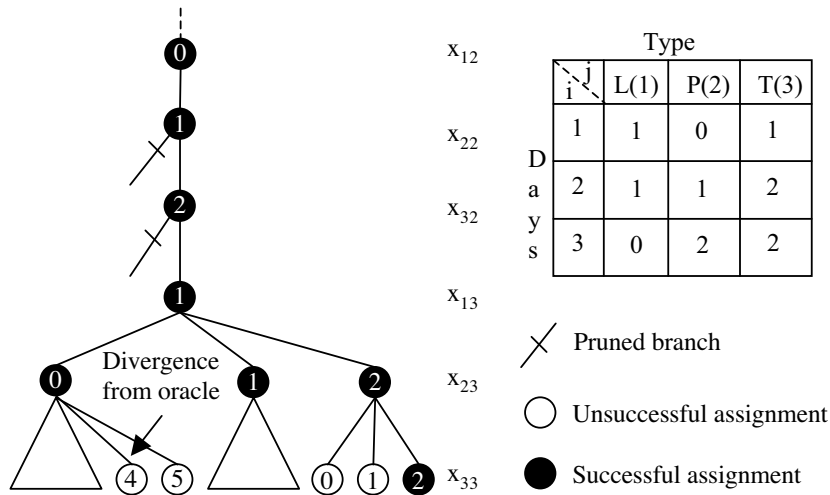 0 x12
1 x22
2 x32
1 x13
Divergence
from oracle
0 1 2 x23
4 5 0 1 2 x33
Type
i j L(1) P(2) T(3)
1 1 0 1
2 1 1 2
3 0 2 2
Days
Pruned branch
Unsuccessful assignment
Successful assignment